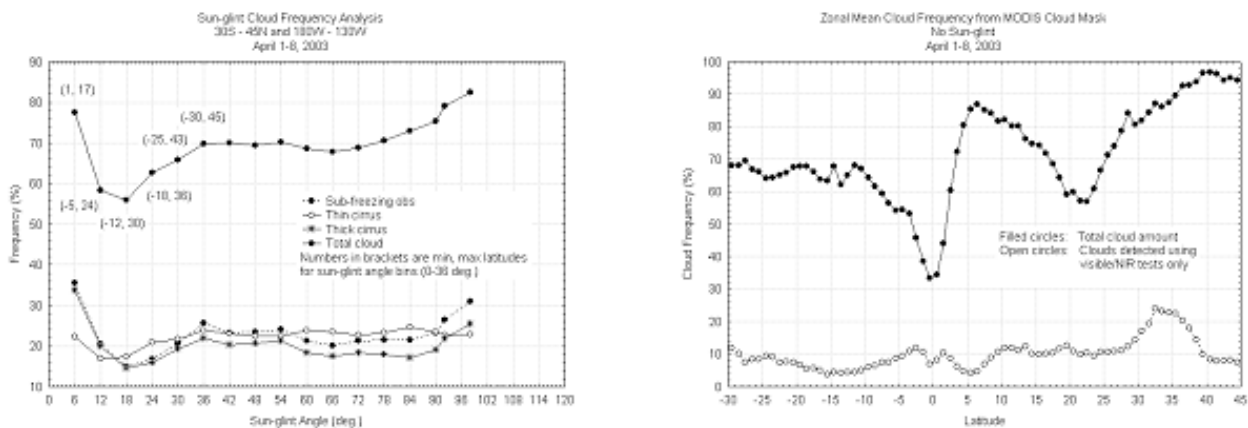 Sun-glint Cloud Frequency Analysis
30S - 45N and 180W - 130W
April 1-8, 2003
90
80
70
60
50
40
30
20
10
Frequency (%)
(1, 17)
(-5, 24)
(-12, 30)
(-18, 36)
(-25, 43)
(-30, 45)
Sub-freezing obs
Thin cirrus
Thick cirrus
Total cloud
Numbers in brackets are min, max latitudes
for sun-glint angle bins (0-36 deg.)
0 6 12 18 24 30 36 42 48 54 60 66 72 78 84 90 96 102 108 114 120
Sun-glint Angle (deg.)
Zonal Mean Cloud Frequency from MODIS Cloud Mask
No Sun-glint
April 1-8, 2003
100
90
80
70
60
50
40
30
20
10
0
Cloud Frequency (%)
Filled circles: Total cloud amount
Open circles: Clouds detected using
visible/NIR tests only
-30 -25 -20 -15 -10 -5 0 5 10 15 20 25 30 35 40 45
Latitude